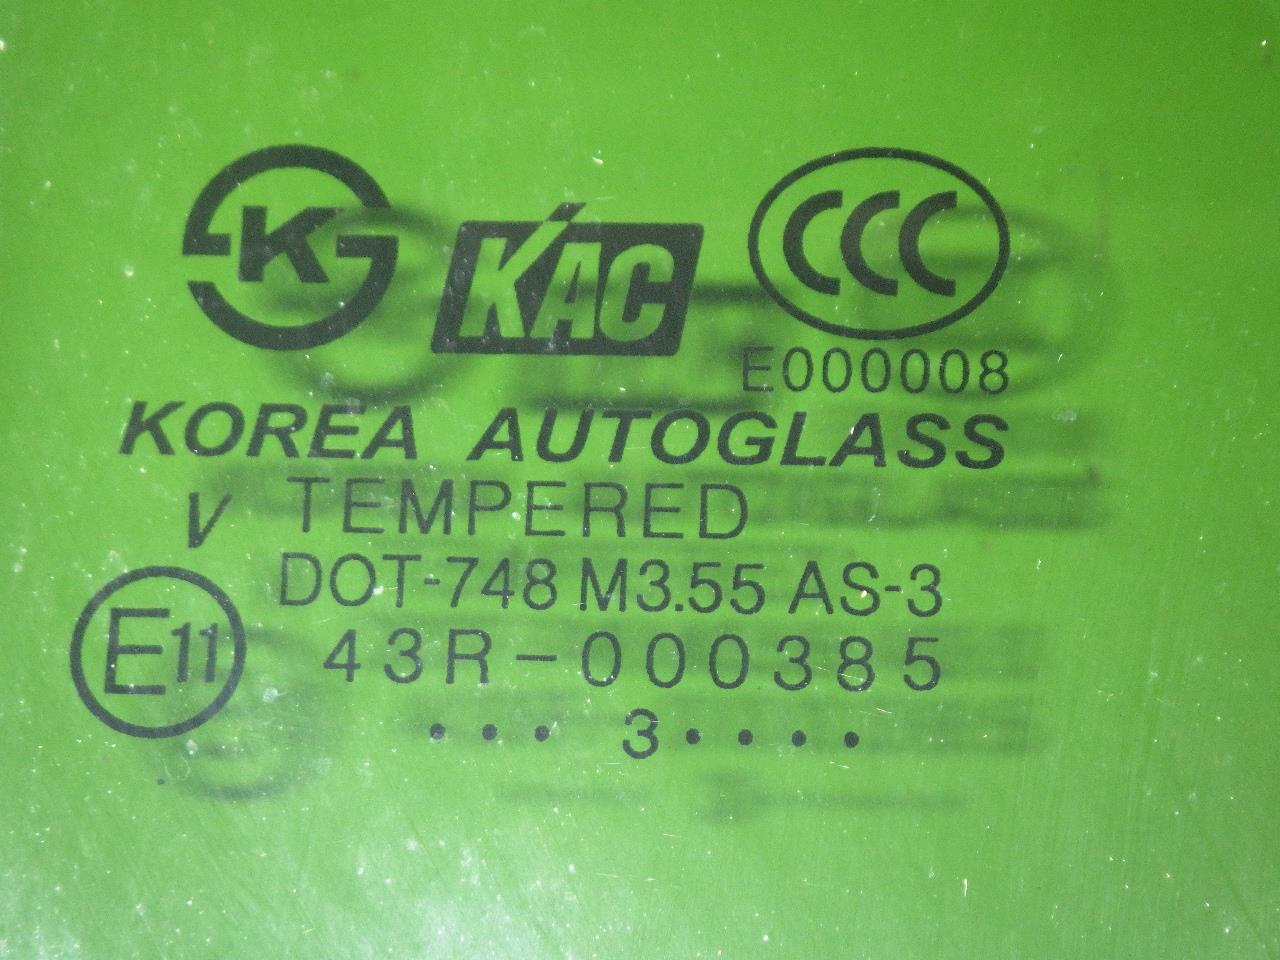 K KAC CCC
E000008
KOREA AUTOGLASS
V TEMPERED
DOT-748 M3.55 AS-3
E11 43R-000385
...3....